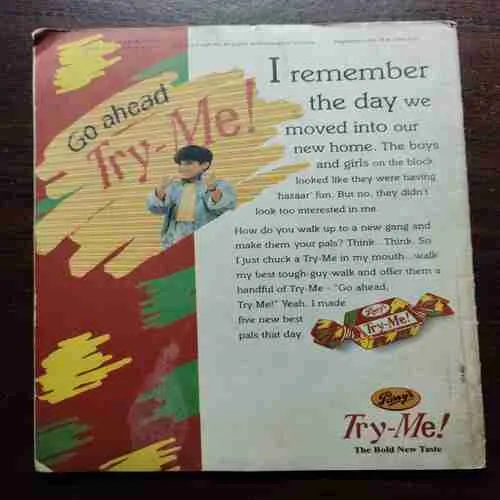 Go ahead
Try-Me!
I remember
the day we
moved into our
new home. The boys
and girls on the block
looked like they were having
'hazaar' fun. But no, they didn't
look too interested in me.
How do you walk up to a new gang and
make them your pals? Think...Think. So
I just chuck a Try-Me in my mouth...walk
my best tough-guy-walk and offer them a
handful of Try-Me - "Go ahead,
Try Me!" Yeah. I made
five new best
pals that day.
Parry's
Try-Me!
Parry's
Try-Me!
The Bold New Taste